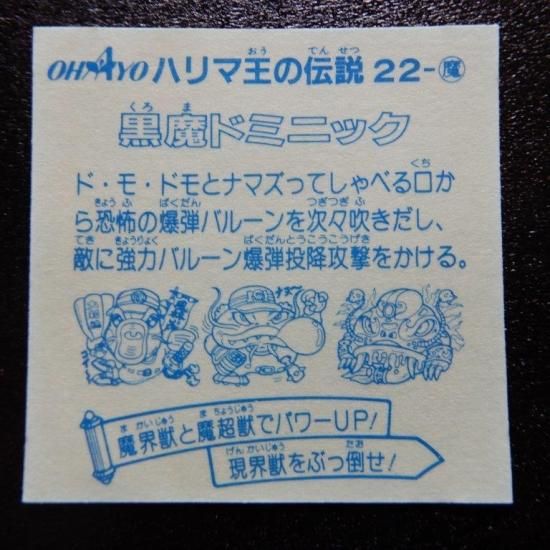 OHAYO ハリマ王の伝説 22-魔
黒魔ドミニック
ド・モ・ドモとナマズってしゃべる口か
ら恐怖の爆弾バルーンを次々吹きだし、
敵に強力バルーン爆弾投降攻撃をかける。
魔界獣と魔超獣でパワーUP!
現界獣をぶっ倒せ!